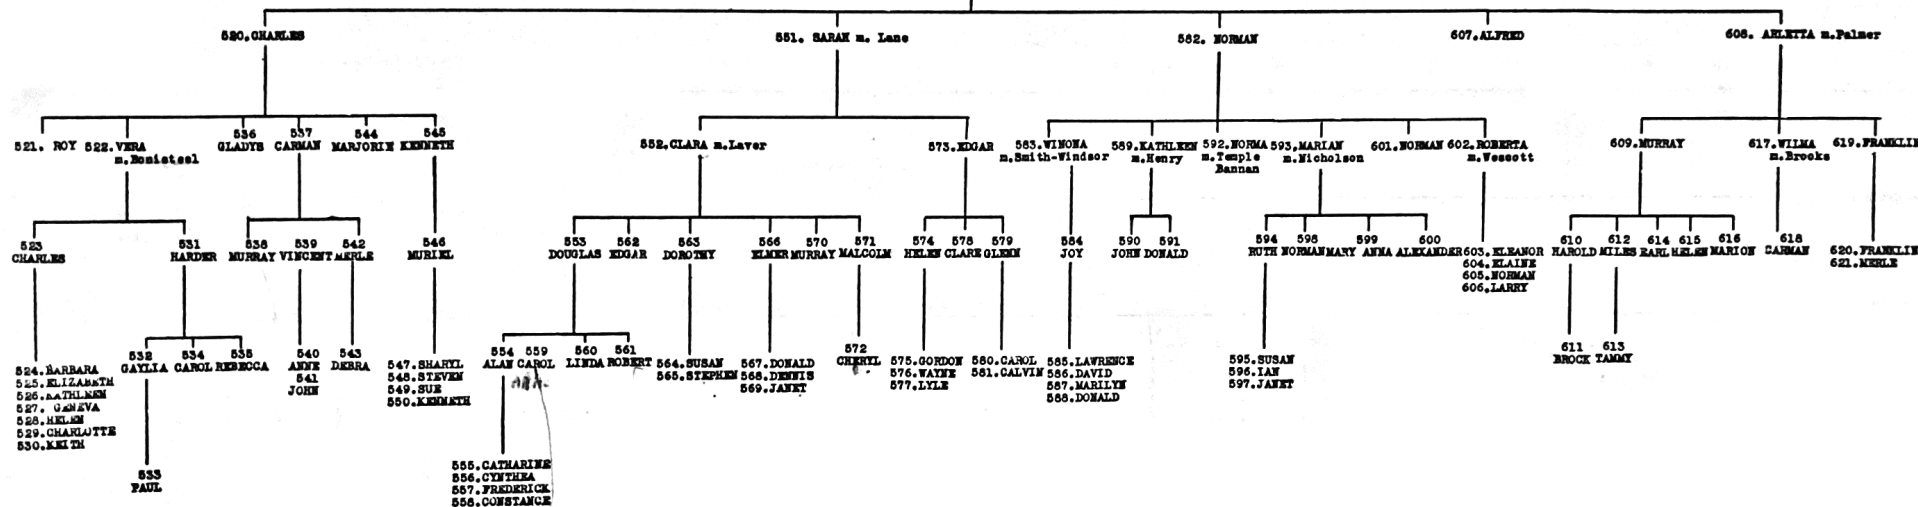 520.CHARLES
551. SARAH m. Lane
582. NORMAN
607.ALFRED
608. ARLETTA m.Palmer
521. ROY
522.VERA
m.Bonisteel
536
GLADYS
537
CARMAN
544
MARJORIE
545
KENNETH
552.CLARA m.Laver
573.EDGAR
583.WINONA
m.Smith-Windsor
589.KATHLEEN
m.Henry
592.NORMA
m.Temple
Bannan
593.MARIAN
m.Nicholson
601.NORMAN
602.ROBERTA
m.Wescott
609.MURRAY
617.WILMA
m.Brooks
619.FRANKLIN
523
CHARLES
531
HARDER
538
MURRAY
539
VINCENT
542
MERLE
546
MURIEL
553
DOUGLAS
562
EDGAR
563
DOROTHY
566
ELMER
570
MURRAY
571
MALCOLM
574
HELEN
578
CLARE
579
GLENN
584
JOY
590
JOHN
591
DONALD
594
RUTH
598
NORMAN
MARY
599
ANNA
600
ALEXANDER
603.ELEANOR
604.ELAINE
605.NORMAN
606.LARRY
610
HAROLD
612
MILES
614
EARL
615
HELEN
616
MARION
618
CARMAN
620.FRANKLIN
621.MERLE
524.BARBARA
525.ELIZABETH
526.KATHLEEN
527. GENEVA
528.HELEN
529.CHARLOTTE
530.KEITH
532
GAYLIA
534
CAROL
535
REBECCA
540
ANNE
541
JOHN
543
DEBRA
547.SHARYL
548.STEVEN
549.SUE
550.KENNETH
554
ALAN
559
CAROL
560
LINDA
561
ROBERT
564.SUSAN
565.STEPHEN
567.DONALD
568.DENNIS
569.JANET
572
CHERYL
575.GORDON
576.WAYNE
577.LYLE
580.CAROL
581.CALVIN
585.LAWRENCE
586.DAVID
587.MARILYN
588.DONALD
595.SUSAN
596.IAN
597.JANET
611
BROCK
613
TAMMY
533
PAUL
555.CATHARINE
556.CYNTHEA
557.FREDERICK
558.CONSTANCE